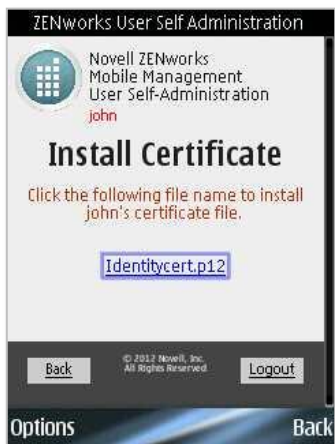 ZENworks User Self Administration
Novell ZENworks
Mobile Management
User Self-Administration
john
Install Certificate
Click the following file name to install
john's certificate file.
Identitycert.p12
Back
© 2012 Novell, Inc.
All Rights Reserved
Logout
Options
Back